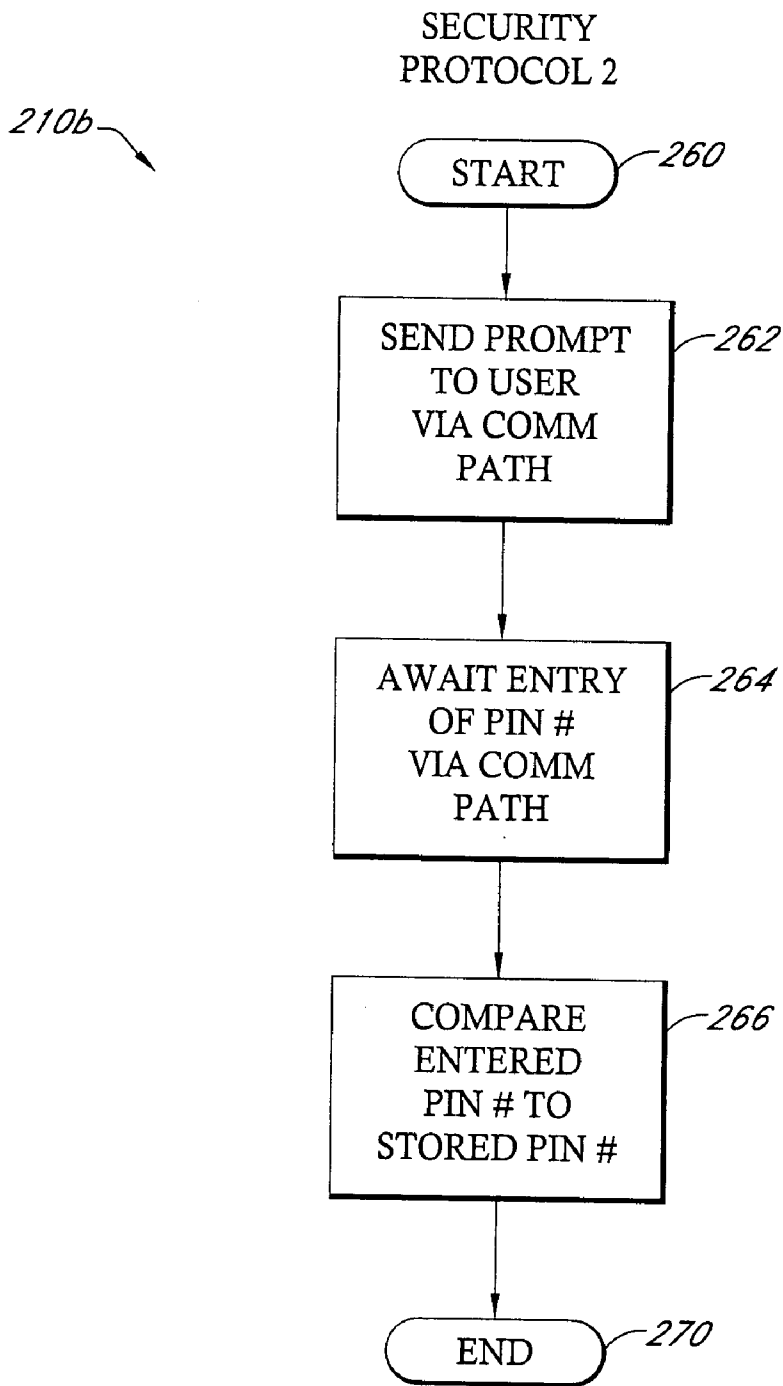 SECURITY
PROTOCOL 2
210b
START
260
SEND PROMPT
TO USER
VIA COMM
PATH
262
AWAIT ENTRY
OF PIN #
VIA COMM
PATH
264
COMPARE
ENTERED
PIN # TO
STORED PIN #
266
END
270